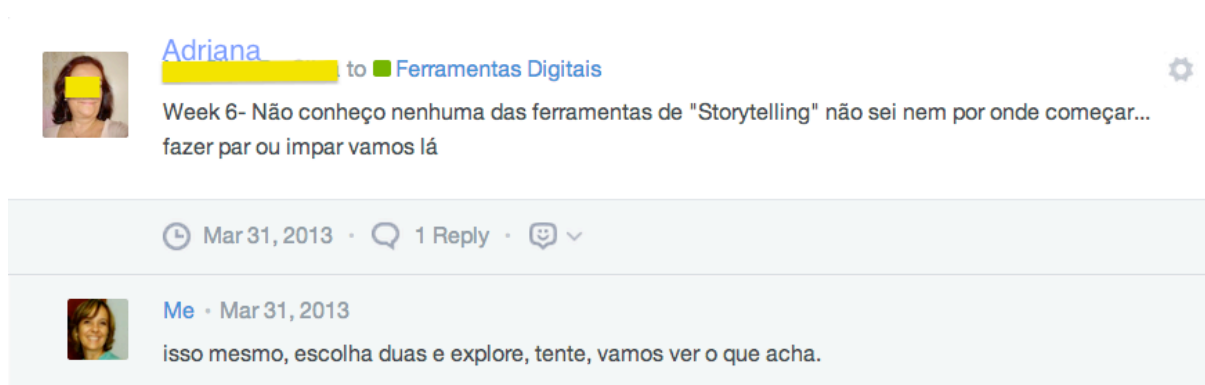 Adriana
to Ferramentas Digitais
Week 6- Não conheço nenhuma das ferramentas de "Storytelling" não sei nem por onde começar...
fazer par ou impar vamos lá
Mar 31, 2013 · 1 Reply ·
Me · Mar 31, 2013
isso mesmo, escolha duas e explore, tente, vamos ver o que acha.